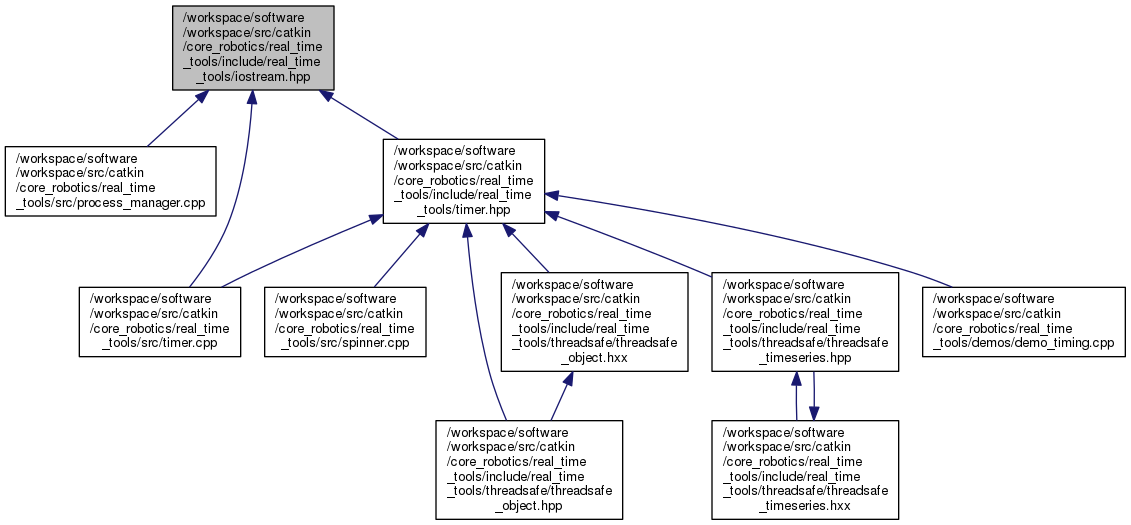 /workspace/software
/workspace/src/catkin
/core_robotics/real_time
_tools/include/real_time
_tools/iostream.hpp
/workspace/software
/workspace/src/catkin
/core_robotics/real_time
_tools/src/process_manager.cpp
/workspace/software
/workspace/src/catkin
/core_robotics/real_time
_tools/include/real_time
_tools/timer.hpp
/workspace/software
/workspace/src/catkin
/core_robotics/real_time
_tools/src/timer.cpp
/workspace/software
/workspace/src/catkin
/core_robotics/real_time
_tools/src/spinner.cpp
/workspace/software
/workspace/src/catkin
/core_robotics/real_time
_tools/include/real_time
_tools/threadsafe/threadsafe
_object.hxx
/workspace/software
/workspace/src/catkin
/core_robotics/real_time
_tools/include/real_time
_tools/threadsafe/threadsafe
_timeseries.hpp
/workspace/software
/workspace/src/catkin
/core_robotics/real_time
_tools/demos/demo_timing.cpp
/workspace/software
/workspace/src/catkin
/core_robotics/real_time
_tools/include/real_time
_tools/threadsafe/threadsafe
_object.hpp
/workspace/software
/workspace/src/catkin
/core_robotics/real_time
_tools/include/real_time
_tools/threadsafe/threadsafe
_timeseries.hxx